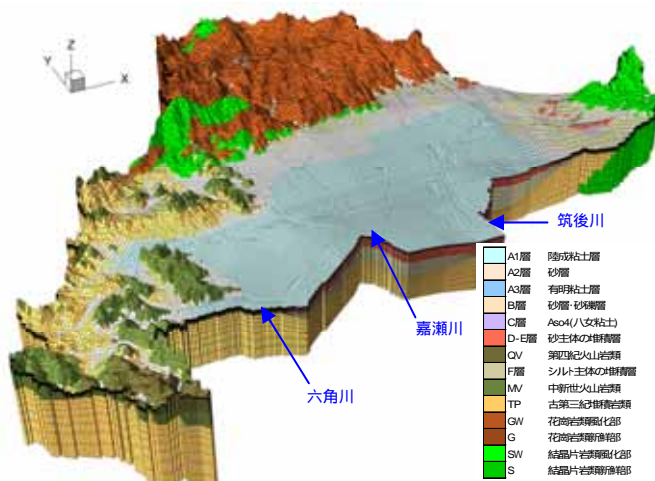 Z
Y
X
筑後川
嘉瀬川
六角川
A1層 陸成粘土層
A2層 砂層
A3層 有明粘土層
B層 砂層・砂礫層
C層 Aso4(八女粘土)
D-E層 砂主体の堆積層
QV 第四紀火山岩類
F層 シルト主体の堆積層
MV 中新世火山岩類
TP 古第三紀堆積岩類
GW 花崗岩類風化部
G 花崗岩類新鮮部
SW 結晶片岩類風化部
S 結晶片岩類新鮮部